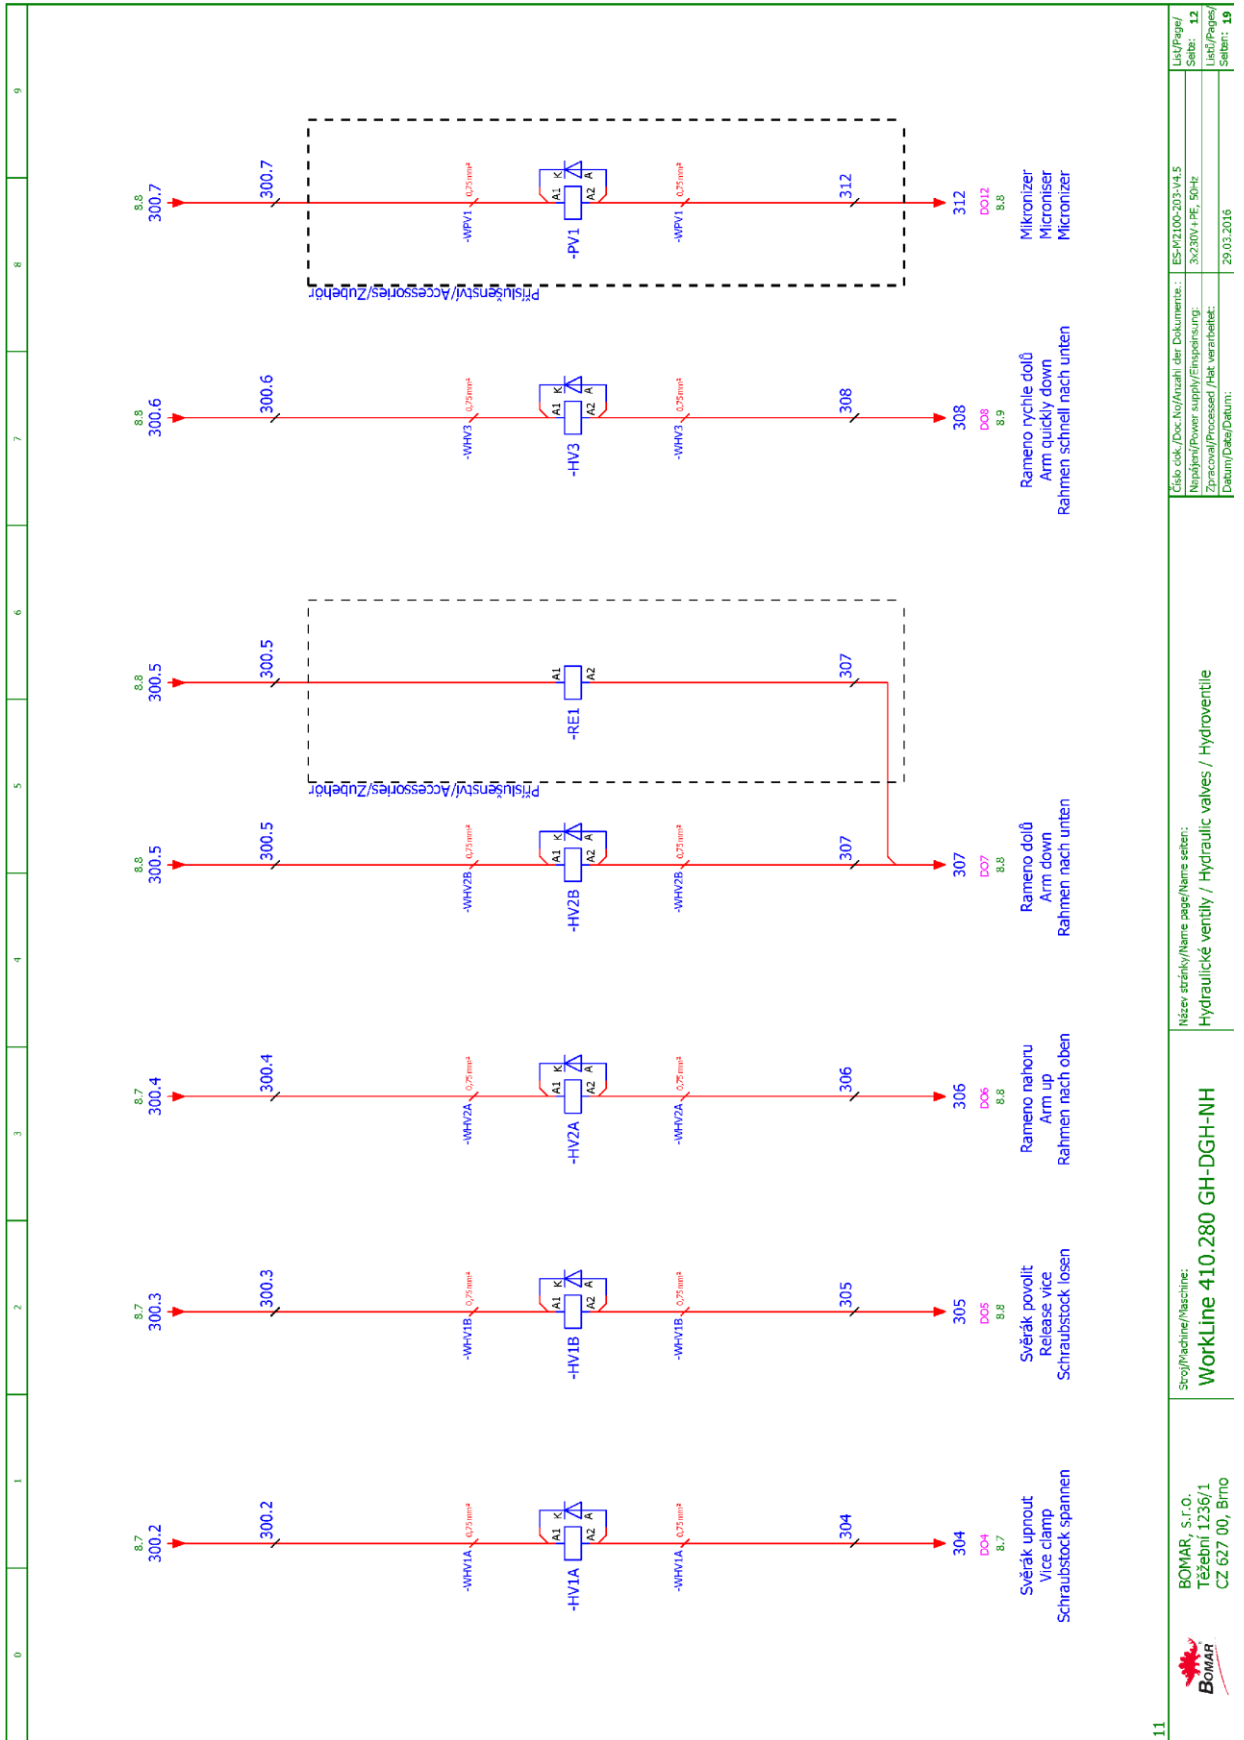 0 1 2 3 4 5 6 7 8 9
8.7 8.7 8.7 8.8 8.8 8.8 8.8
300.2 300.3 300.4 300.5 300.5 300.6 300.7
300.2 300.3 300.4 300.5 300.5 300.6 300.7
Příslušenství/Accessories/Zubehör Příslušenství/Accessories/Zubehör
-WHV1A 0,75mm² -WHV1B 0,75mm² -WHV2A 0,75mm² -WHV2B 0,75mm² -WHV3 0,75mm² -WPV1 0,75mm²
A1 K A1 K A1 K A1 K A1 A1 K A1 K
-HV1A -HV1B -HV2A -HV2B -RE1 -HV3 -PV1
A2 A A2 A A2 A A2 A A2 A2 A A2 A
-WHV1A 0,75mm² -WHV1B 0,75mm² -WHV2A 0,75mm² -WHV2B 0,75mm² -WHV3 0,75mm² -WPV1 0,75mm²
304 305 306 307 307 308 312
304 305 306 307 308 312
DO4 DO5 DO6 DO7 DO8 DO12
8.7 8.8 8.8 8.8 8.9 8.8
Svěrák upnout Svěrák povolit Rameno nahoru Rameno dolů Rameno rychle dolů Mikronizer
Vice clamp Release vice Arm up Arm down Arm quickly down Microniser
Schraubstock spannen Schraubstock losen Rahmen nach oben Rahmen nach unten Rahmen schnell nach unten Micronizer
11
BOMAR
BOMAR, s.r.o.
Těžební 1236/1
CZ 627 00, Brno
Stroj/Machine/Maschine:
WorkLine 410.280 GH-DGH-NH
Název stránky/Name page/Name seiten:
Hydraulické ventily / Hydraulic valves / Hydroventile
Číslo dok./Doc.No/Anzahl der Dokumente.: ES-M2100-203-V4.5
Napájení/Power supply/Einspeisung: 3x230V+PE, 50Hz
Zpracoval/Processed /Hat verarbeitet:
Datum/Date/Datum: 29.03.2016
List/Page/
Seite: 12
Listů/Pages/
Seiten: 19